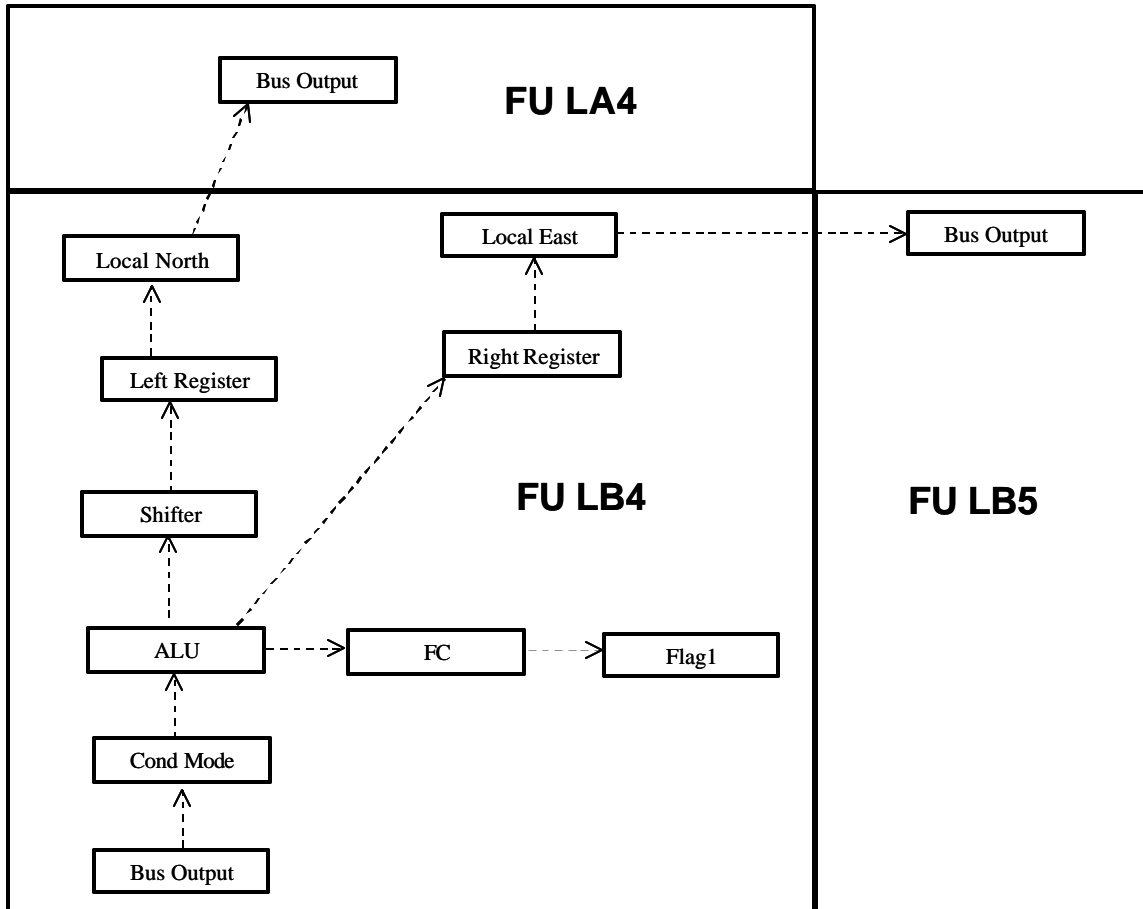 Bus Output
FU LA4
Local North
Local East
Bus Output
Left Register
Right Register
Shifter
FU LB4
FU LB5
ALU
FC
Flag1
Cond Mode
Bus Output